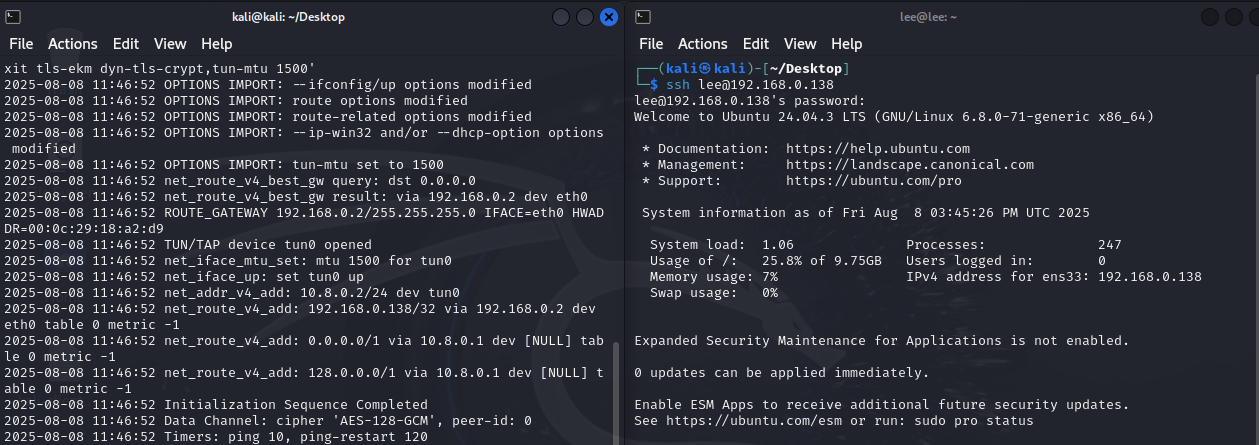 kali@kali: ~/Desktop
File Actions Edit View Help
xit tls-ekm dyn-tls-crypt,tun-mtu 1500'
2025-08-08 11:46:52 OPTIONS IMPORT: --ifconfig/up options modified
2025-08-08 11:46:52 OPTIONS IMPORT: route options modified
2025-08-08 11:46:52 OPTIONS IMPORT: route-related options modified
2025-08-08 11:46:52 OPTIONS IMPORT: --ip-win32 and/or --dhcp-option options
 modified
2025-08-08 11:46:52 OPTIONS IMPORT: tun-mtu set to 1500
2025-08-08 11:46:52 net_route_v4_best_gw query: dst 0.0.0.0
2025-08-08 11:46:52 net_route_v4_best_gw result: via 192.168.0.2 dev eth0
2025-08-08 11:46:52 ROUTE_GATEWAY 192.168.0.2/255.255.255.0 IFACE=eth0 HWAD
DR=00:0c:29:18:a2:d9
2025-08-08 11:46:52 TUN/TAP device tun0 opened
2025-08-08 11:46:52 net_iface_mtu_set: mtu 1500 for tun0
2025-08-08 11:46:52 net_iface_up: set tun0 up
2025-08-08 11:46:52 net_addr_v4_add: 10.8.0.2/24 dev tun0
2025-08-08 11:46:52 net_route_v4_add: 192.168.0.138/32 via 192.168.0.2 dev
eth0 table 0 metric -1
2025-08-08 11:46:52 net_route_v4_add: 0.0.0.0/1 via 10.8.0.1 dev [NULL] tab
le 0 metric -1
2025-08-08 11:46:52 net_route_v4_add: 128.0.0.0/1 via 10.8.0.1 dev [NULL] t
able 0 metric -1
2025-08-08 11:46:52 Initialization Sequence Completed
2025-08-08 11:46:52 Data Channel: cipher 'AES-128-GCM', peer-id: 0
2025-08-08 11:46:52 Timers: ping 10, ping-restart 120
lee@lee: ~
File Actions Edit View Help
┌──(kali㉿kali)-[~/Desktop]
└─$ ssh lee@192.168.0.138
lee@192.168.0.138's password:
Welcome to Ubuntu 24.04.3 LTS (GNU/Linux 6.8.0-71-generic x86_64)
* Documentation: https://help.ubuntu.com
* Management: https://landscape.canonical.com
* Support: https://ubuntu.com/pro
System information as of Fri Aug 8 03:45:26 PM UTC 2025
System load: 1.06 Processes: 247
Usage of /: 25.8% of 9.75GB Users logged in: 0
Memory usage: 7% IPv4 address for ens33: 192.168.0.138
Swap usage: 0%
Expanded Security Maintenance for Applications is not enabled.
0 updates can be applied immediately.
Enable ESM Apps to receive additional future security updates.
See https://ubuntu.com/esm or run: sudo pro status